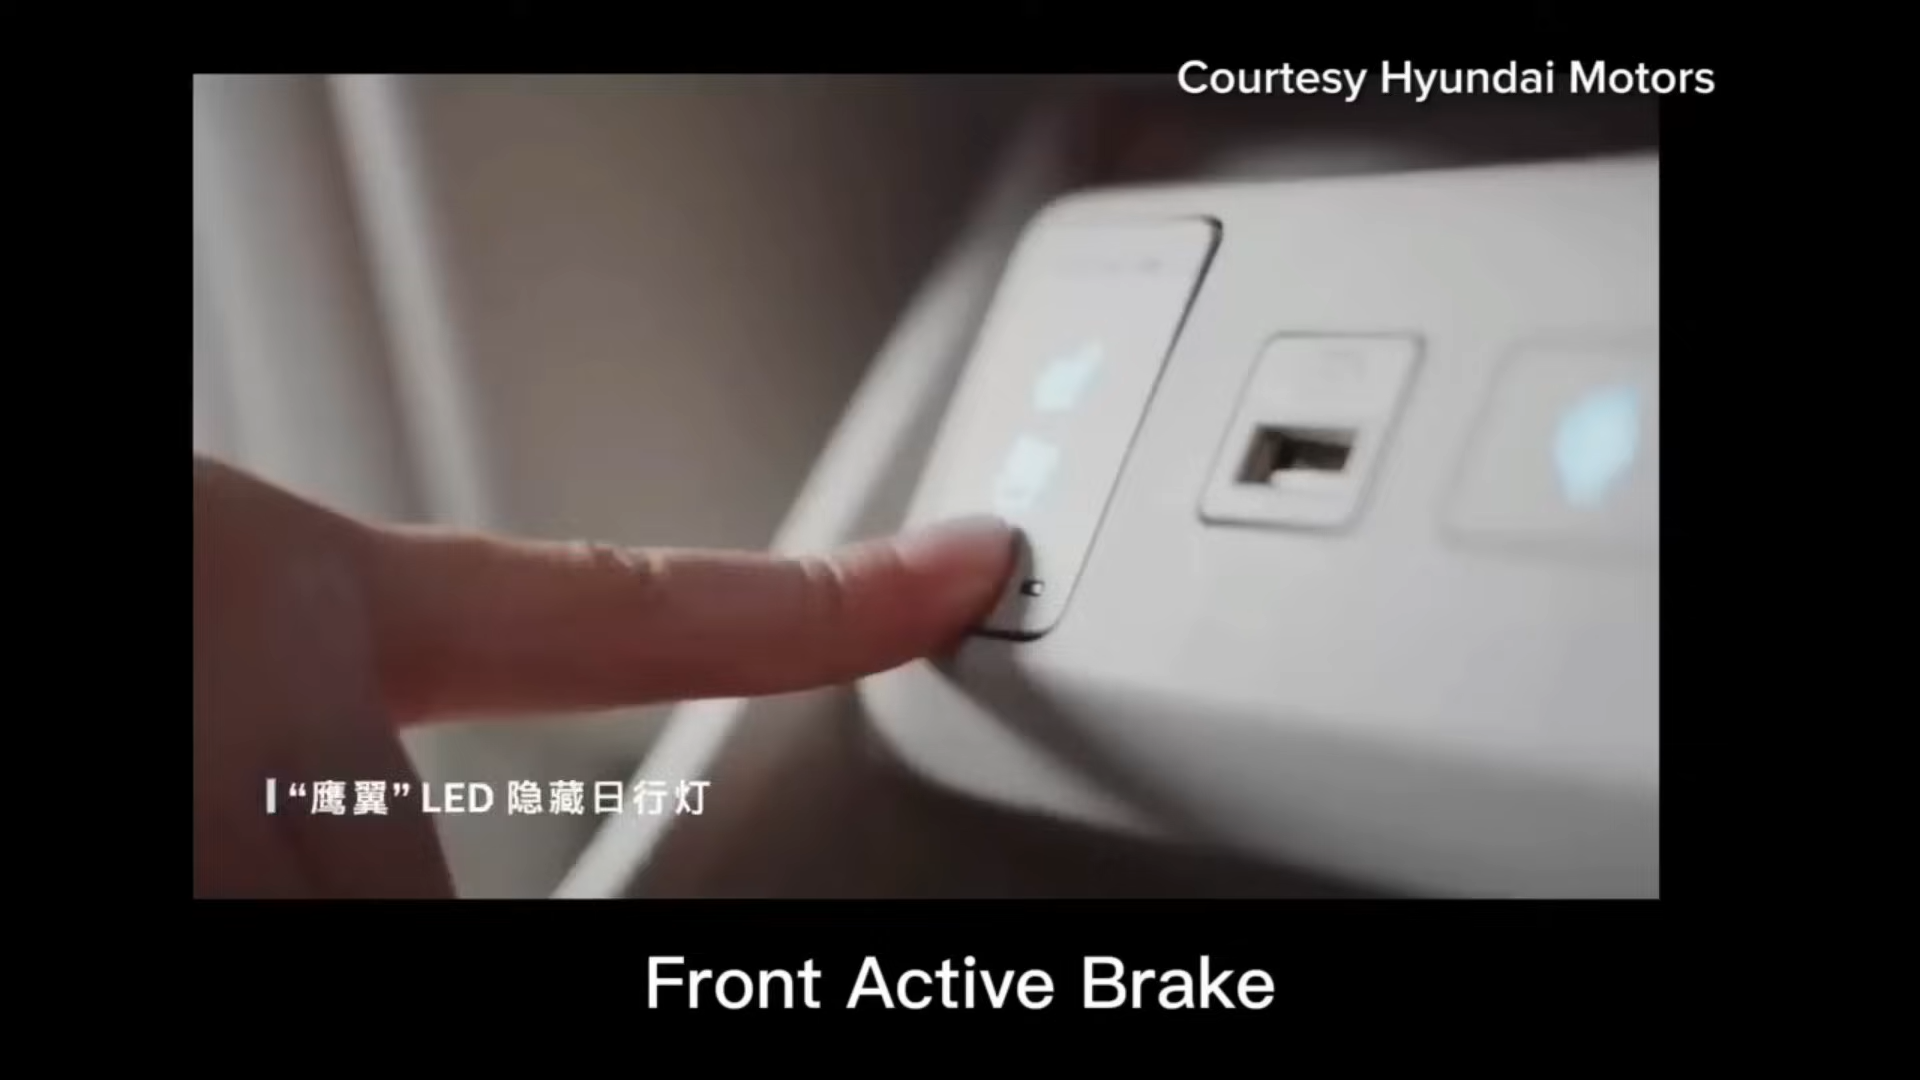 Courtesy Hyundai Motors
“鹰翼” LED 隐藏日行灯
Front Active Brake